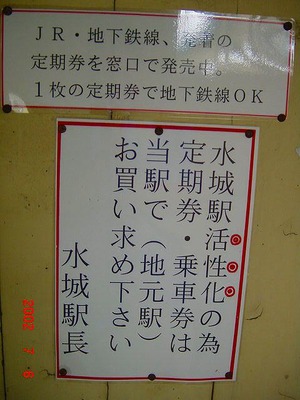 JR・地下鉄線、発着の
定期券を窓口で発売中。
1枚の定期券で地下鉄線OK
水城駅活性化の為
定期券・乗車券は
当駅で(地元駅)
お買い求め下さい
水城駅長